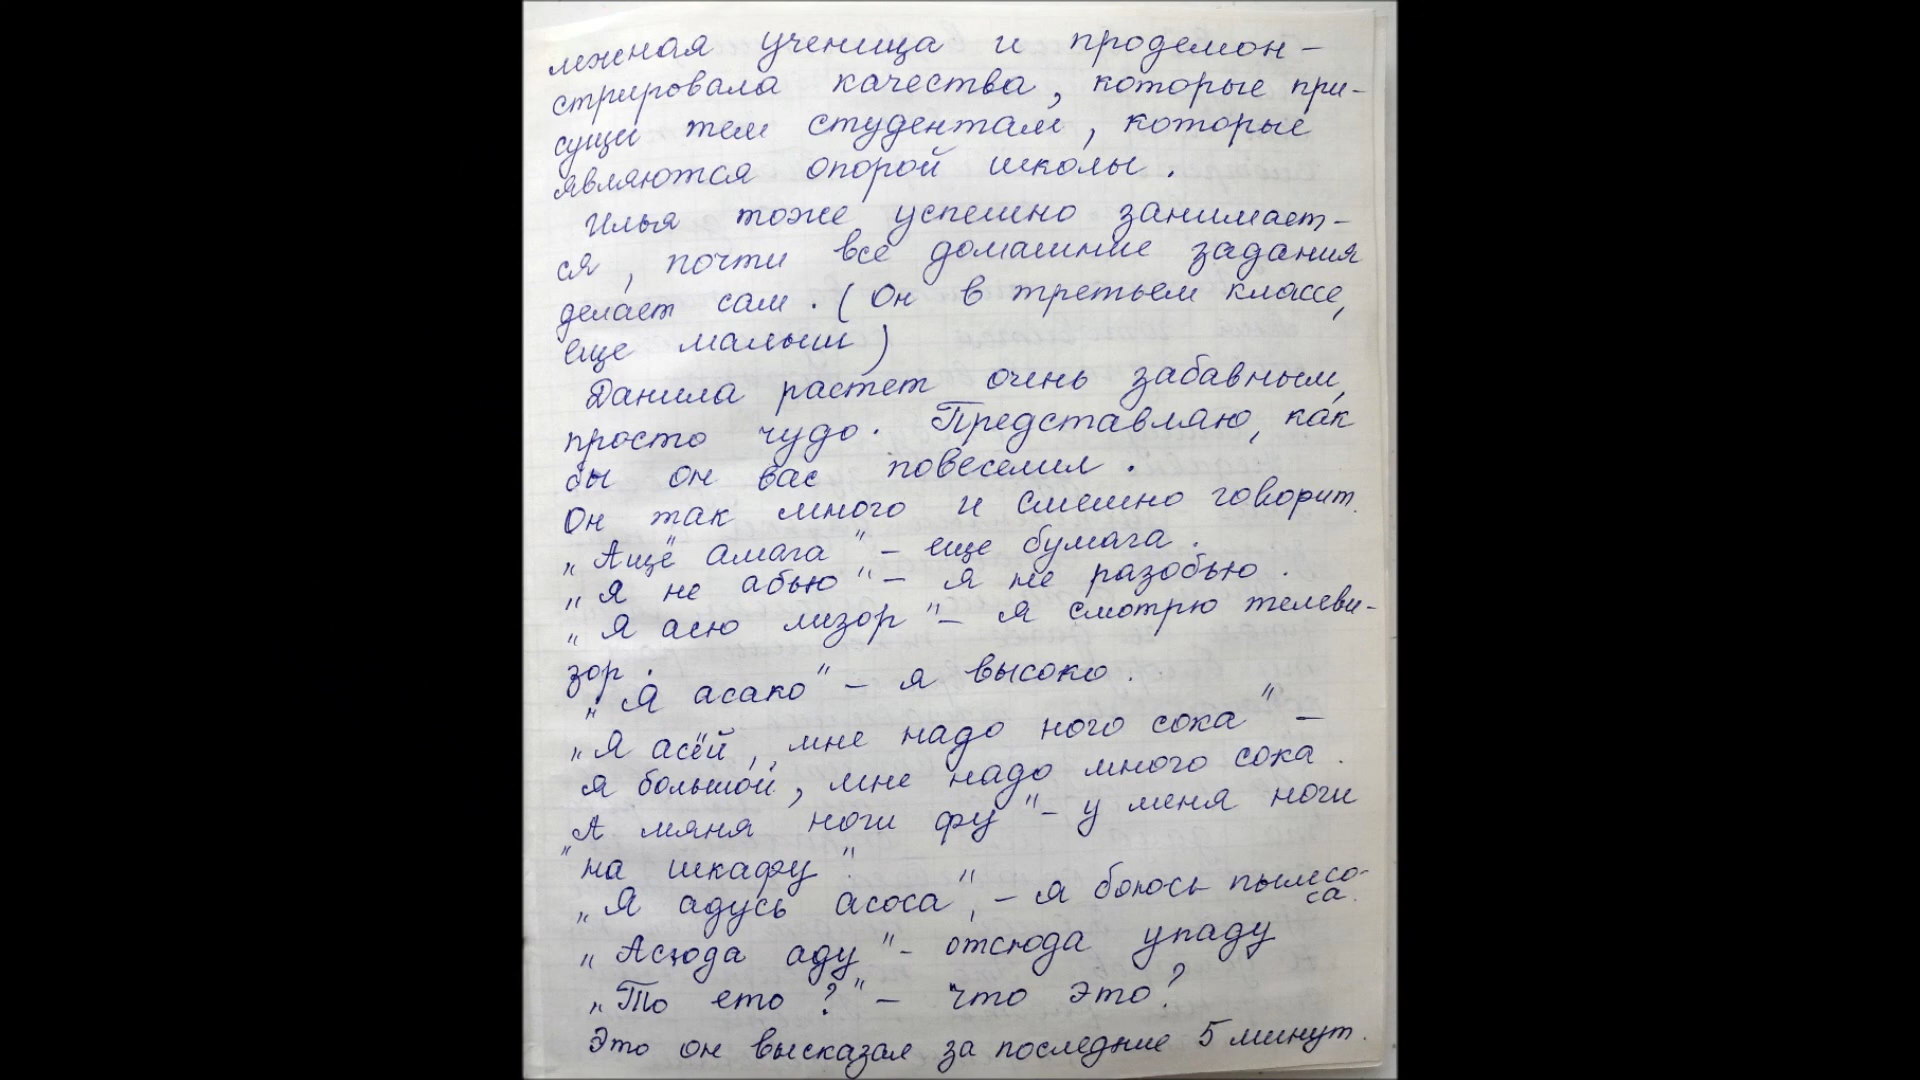 лжная ученица и продемон-
стрировала качества, которые при-
сущи тем студентам, которые
являются опорой школы.
Илья тоже успешно занимает-
ся, почти все домашние задания
делает сам. (Он в третьем классе,
еще малыш)
Данила растет очень забавным,
просто чудо. Представляю, как
бы он вас повеселил.
Он так много и смешно говорит.
„Ащё амага" – еще бумага.
„Я не абью" – я не разобью.
„Я асю лизор" – я смотрю телеви-
зор.
„Я асако" – я высоко.
„Я асёй, мне надо ного сока" –
я большой, мне надо много сока.
„А мяня ноги фу" – у меня ноги
на шкафу".
„Я адусь асоса", – я боюсь пылесо-
са.
„Асюда аду" – отсюда упаду
„То ето?" – что это?
Это он высказал за последние 5 минут.